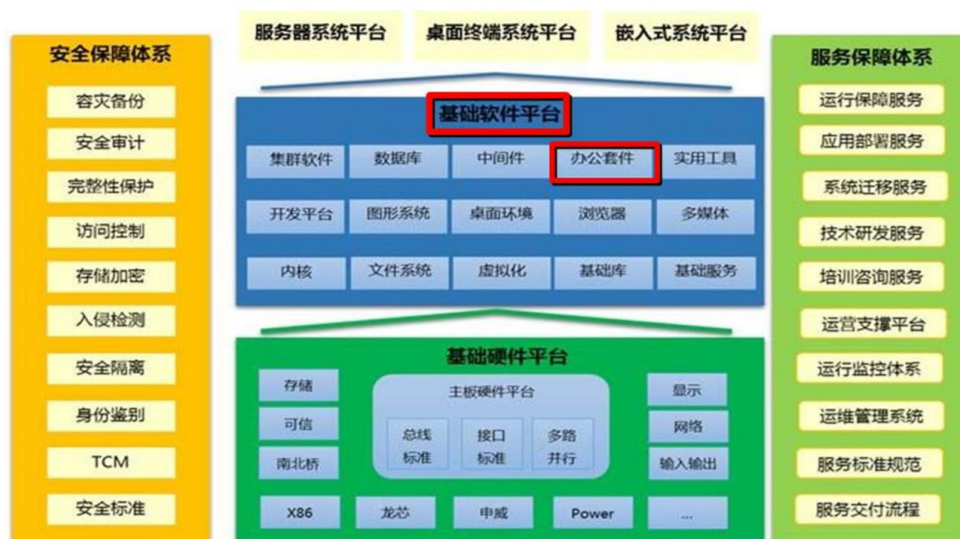 服务器系统平台
桌面终端系统平台
嵌入式系统平台
安全保障体系
容灾备份
安全审计
完整性保护
访问控制
存储加密
入侵检测
安全隔离
身份鉴别
TCM
安全标准
基础软件平台
集群软件
数据库
中间件
办公套件
实用工具
开发平台
图形系统
桌面环境
浏览器
多媒体
内核
文件系统
虚拟化
基础库
基础服务
基础硬件平台
存储
可信
南北桥
主板硬件平台
总线
标准
接口
标准
多路
并行
显示
网络
输入输出
X86
龙芯
申威
Power
...
服务保障体系
运行保障服务
应用部署服务
系统迁移服务
技术研发服务
培训咨询服务
运营支撑平台
运行监控体系
运维管理系统
服务标准规范
服务交付流程